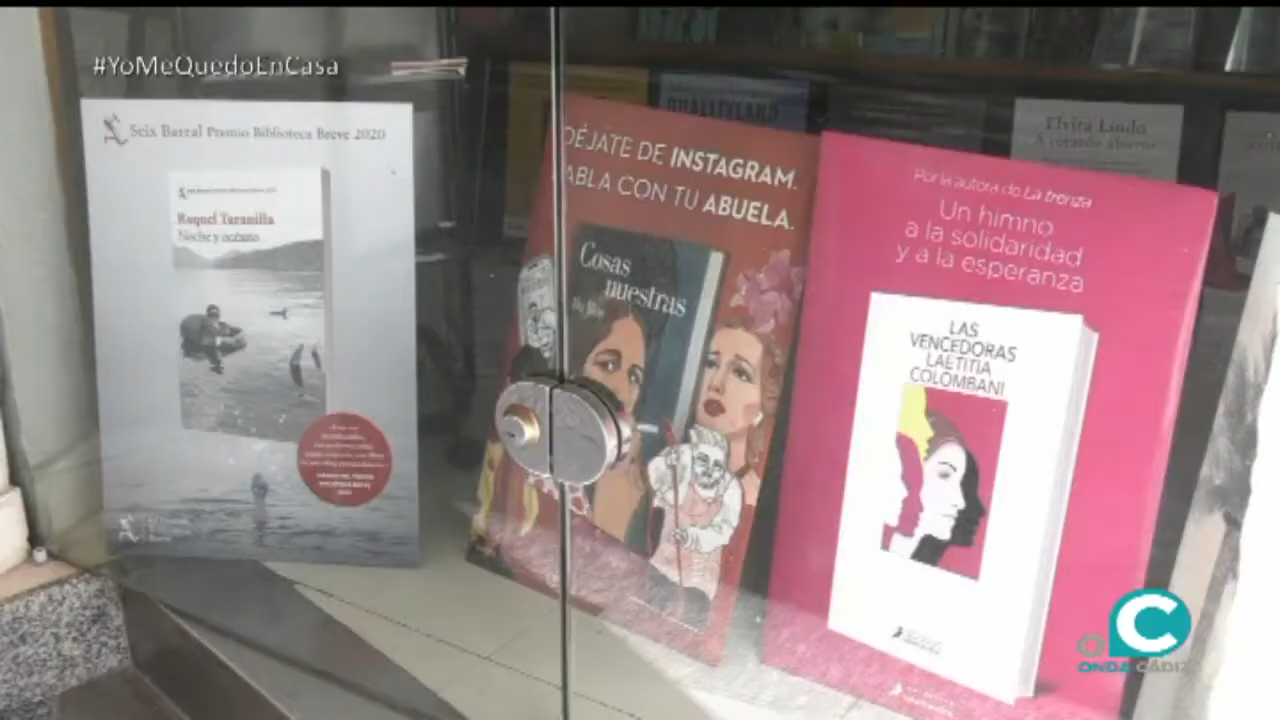 #YoMeQuedoEnCasa
Seix Barral Premio Biblioteca Breve 2020
Raquel Taranilla
Noche y océano
DÉJATE DE INSTAGRAM.
ABLA CON TU ABUELA.
Cosas
nuestras
Por la autora de La trenza
Un himno
a la solidaridad
y a la esperanza
LAS
VENCEDORAS
LAETITIA
COLOMBANI
Elvira Lindo
A corazón abierto
ONDA CÁDIZ